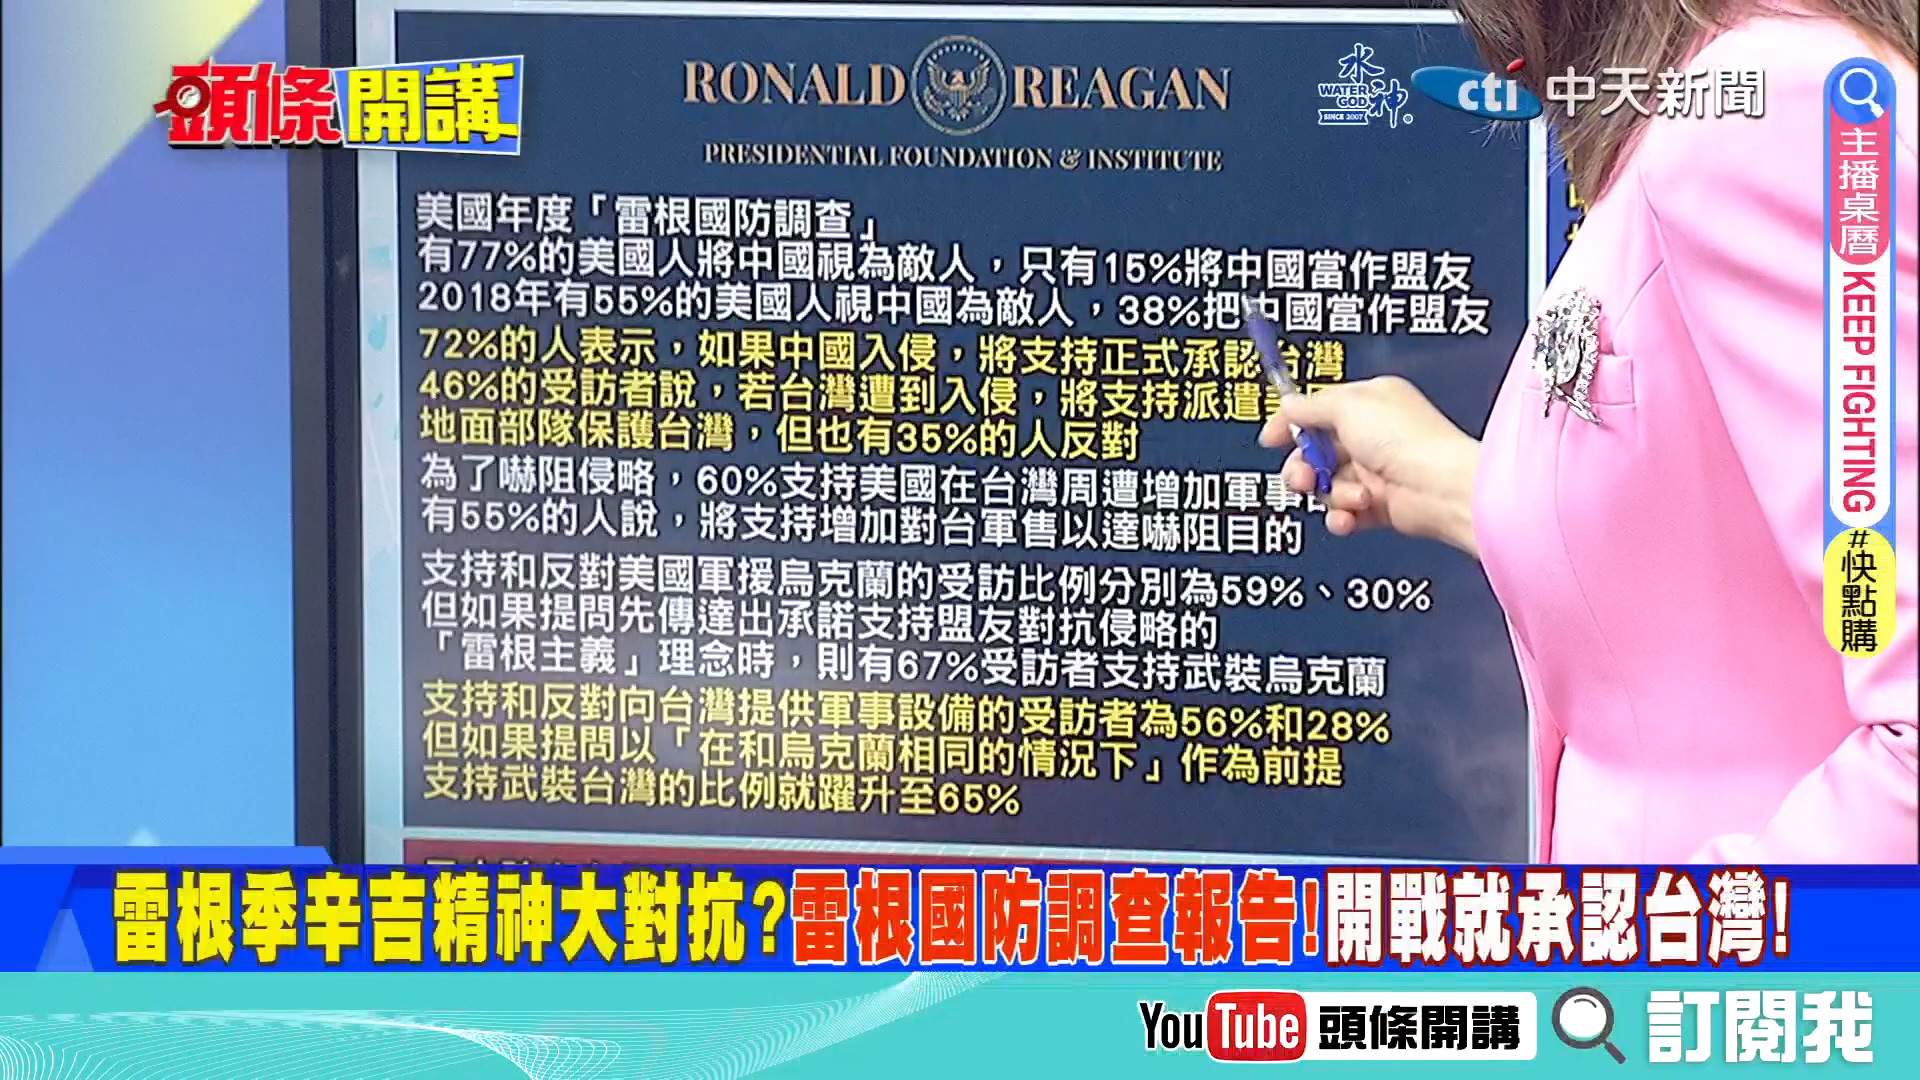 頭條開講
RONALD REAGAN
PRESIDENTIAL FOUNDATION & INSTITUTE
水神
WATER GOD
SINCE 2007
cti 中天新聞
美國年度「雷根國防調查」
有77%的美國人將中國視為敵人，只有15%將中國當作盟友
2018年有55%的美國人視中國為敵人，38%把中國當作盟友
72%的人表示，如果中國入侵，將支持正式承認台灣
46%的受訪者說，若台灣遭到入侵，將支持派遣
地面部隊保護台灣，但也有35%的人反對
為了嚇阻侵略，60%支持美國在台灣周遭增加軍事
有55%的人說，將支持增加對台軍售以達嚇阻目的
支持和反對美國軍援烏克蘭的受訪比例分別為59%、30%
但如果提問先傳達出承諾支持盟友對抗侵略的
「雷根主義」理念時，則有67%受訪者支持武裝烏克蘭
支持和反對向台灣提供軍事設備的受訪者為56%和28%
但如果提問以「在和烏克蘭相同的情況下」作為前提
支持武裝台灣的比例就躍升至65%
主播桌曆
KEEP FIGHTING
#快點購
雷根季辛吉精神大對抗?雷根國防調查報告!開戰就承認台灣!
YouTube 頭條開講
訂閱我